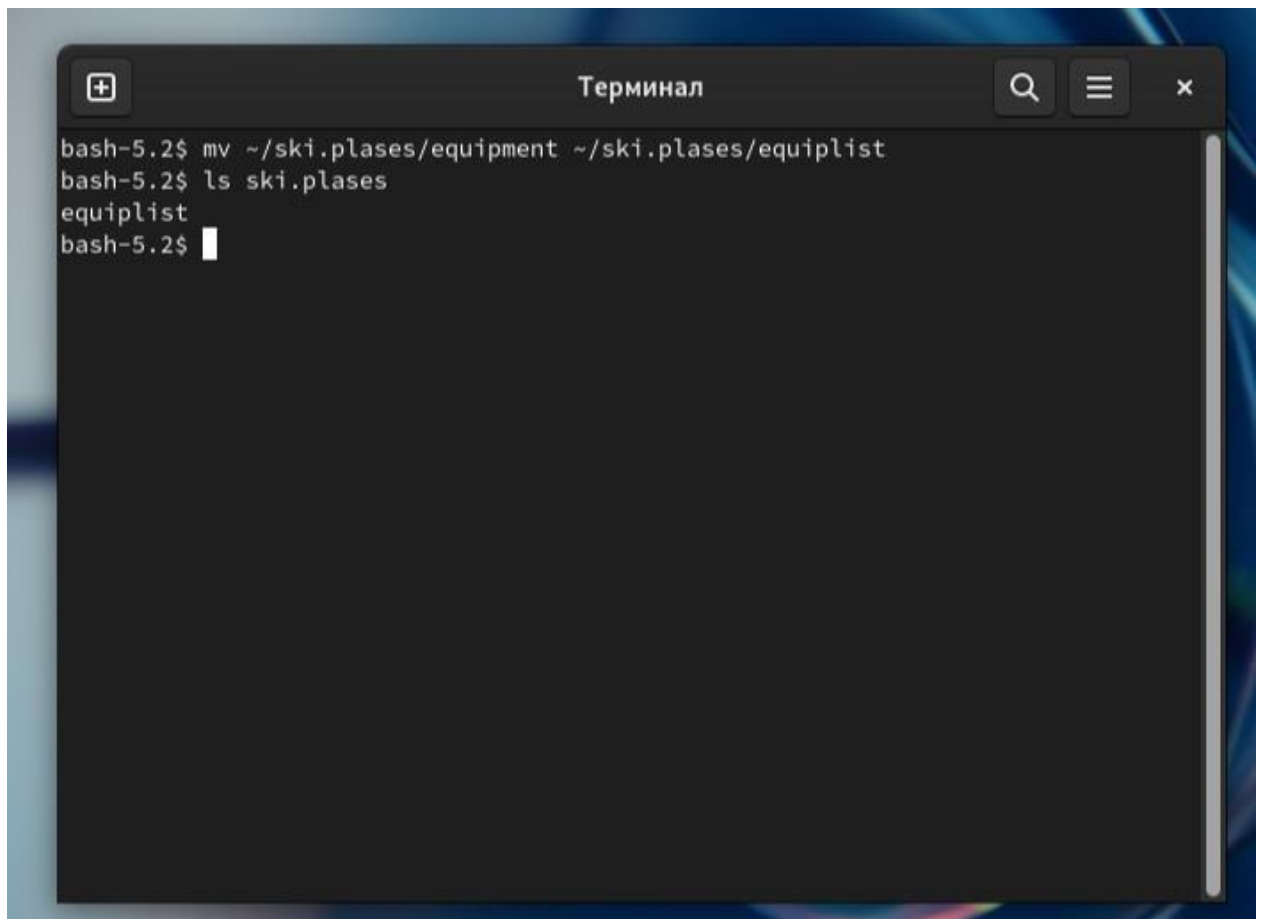 Терминал
bash-5.2$ mv ~/ski.plases/equipment ~/ski.plases/equiplist
bash-5.2$ ls ski.plases
equiplist
bash-5.2$